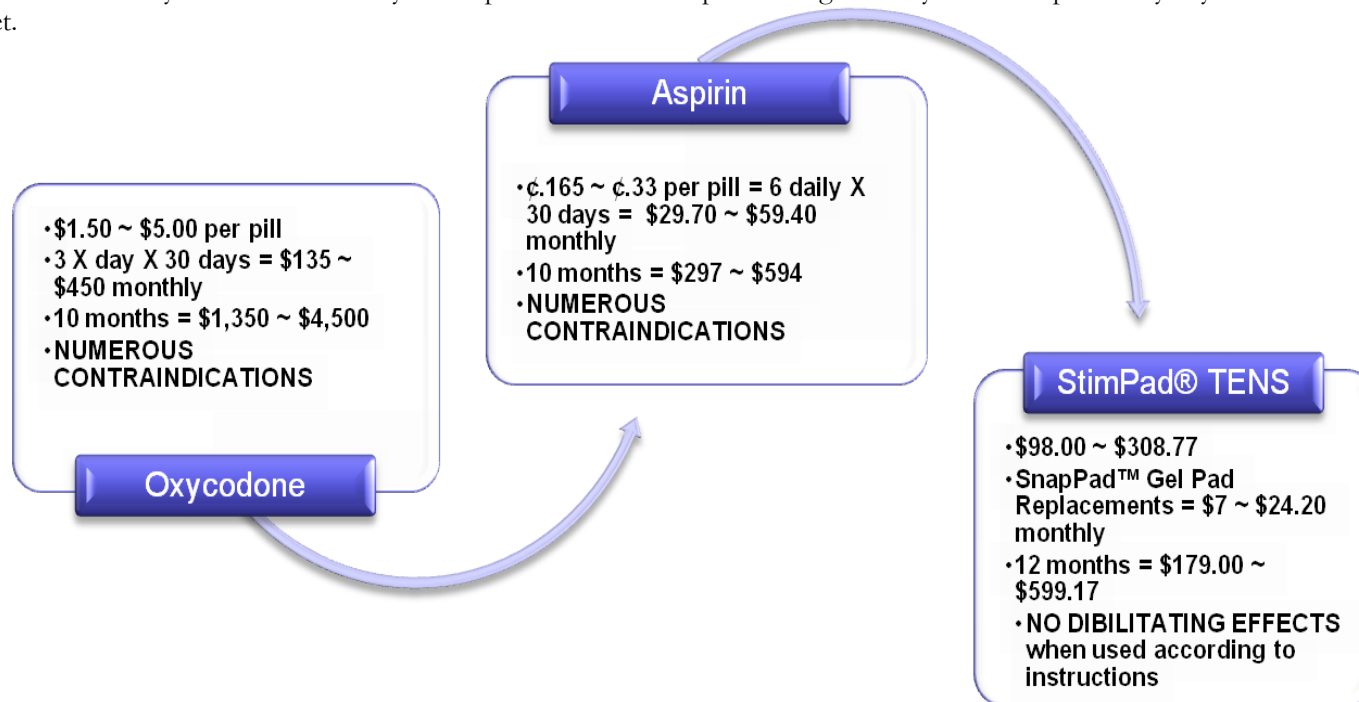 et.
•$1.50 ~ $5.00 per pill
•3 X day X 30 days = $135 ~
$450 monthly
•10 months = $1,350 ~ $4,500
•NUMEROUS
CONTRAINDICATIONS
Oxycodone
Aspirin
•¢.165 ~ ¢.33 per pill = 6 daily X
30 days = $29.70 ~ $59.40
monthly
•10 months = $297 ~ $594
•NUMEROUS
CONTRAINDICATIONS
StimPad® TENS
•$98.00 ~ $308.77
•SnapPad™ Gel Pad
Replacements = $7 ~ $24.20
monthly
•12 months = $179.00 ~
$599.17
•NO DIBILITATING EFFECTS
when used according to
instructions